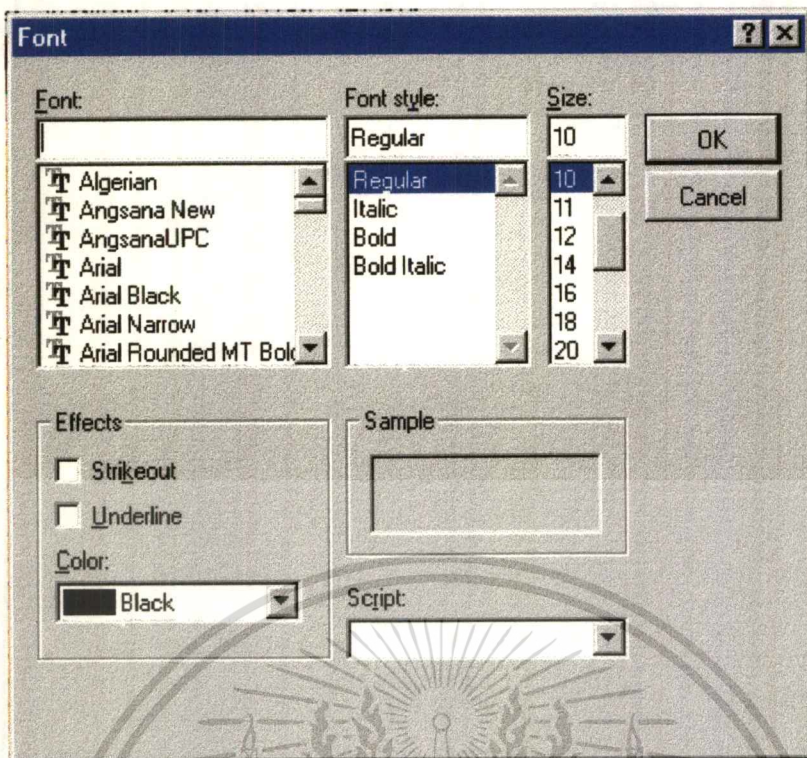 Font
Font:
Font style:
Size:
Regular
10
OK
Cancel
Algerian
Angsana New
AngsanaUPC
Arial
Arial Black
Arial Narrow
Arial Rounded MT Bold
Regular
Italic
Bold
Bold Italic
10
11
12
14
16
18
20
Effects
Strikeout
Underline
Color:
Black
Sample
Script: